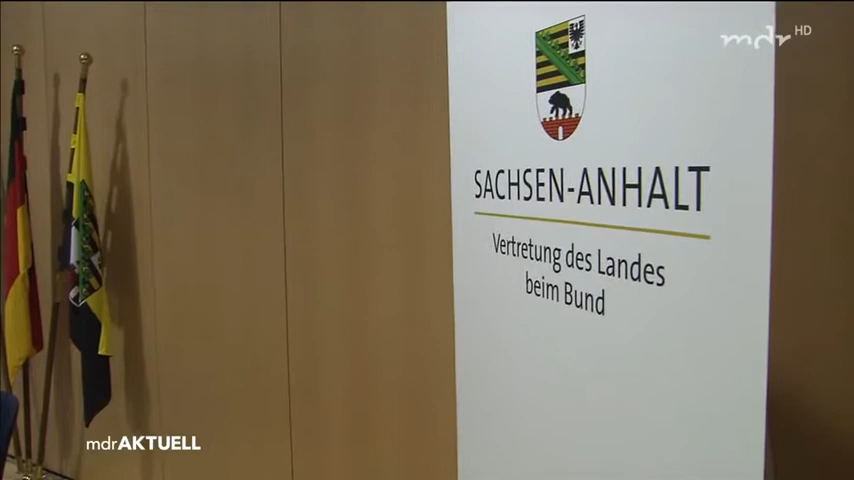 mdr HD
SACHSEN-ANHALT
Vertretung des Landes
beim Bund
mdrAKTUELL